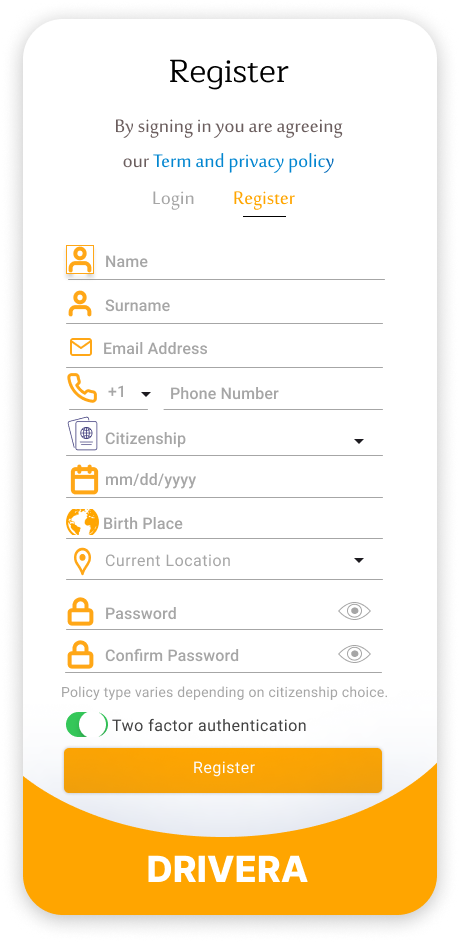 Register
By signing in you are agreeing
our Term and privacy policy
Login Register
Name
Surname
Email Address
+1 Phone Number
Citizenship
mm/dd/yyyy
Birth Place
Current Location
Password
Confirm Password
Policy type varies depending on citizenship choice.
Two factor authentication
Register
DRIVERA